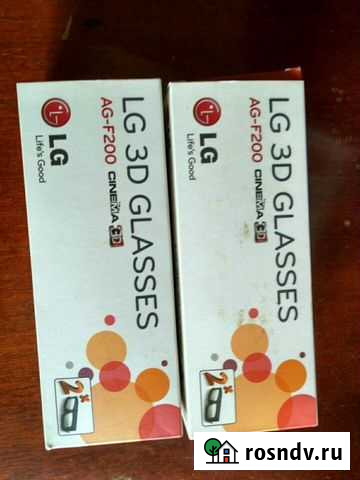 LG 3D GLASSES
AG-F200 CINEMA 3D
LG
Life's Good
2x
LG 3D GLASSES
AG-F200 CINEMA 3D
LG
Life's Good
2x
rosndv.ru